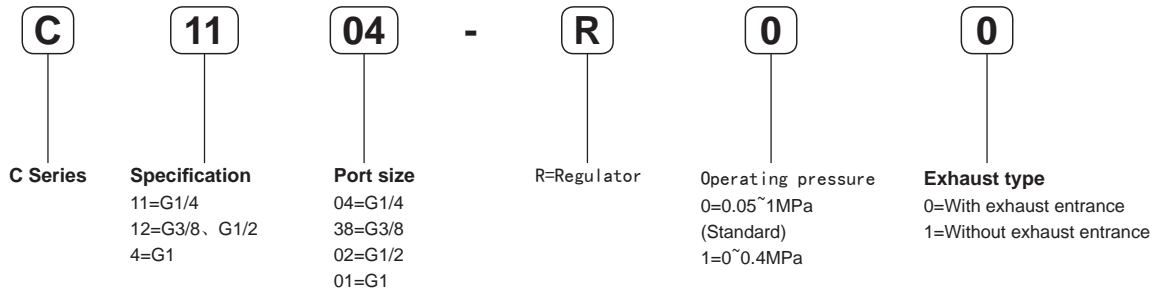 C 11 04 - R 0 0
C Series
Specification
11=G1/4
12=G3/8、G1/2
4=G1
Port size
04=G1/4
38=G3/8
02=G1/2
01=G1
R=Regulator
Operating pressure
0=0.05~1MPa
(Standard)
1=0~0.4MPa
Exhaust type
0=With exhaust entrance
1=Without exhaust entrance